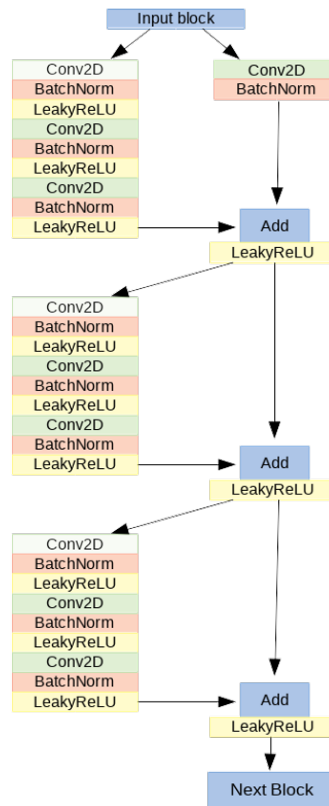 Input block
Conv2D
BatchNorm
LeakyReLU
Conv2D
BatchNorm
LeakyReLU
Conv2D
BatchNorm
LeakyReLU
Conv2D
BatchNorm
Add
LeakyReLU
Conv2D
BatchNorm
LeakyReLU
Conv2D
BatchNorm
LeakyReLU
Conv2D
BatchNorm
LeakyReLU
Add
LeakyReLU
Conv2D
BatchNorm
LeakyReLU
Conv2D
BatchNorm
LeakyReLU
Conv2D
BatchNorm
LeakyReLU
Add
LeakyReLU
Next Block